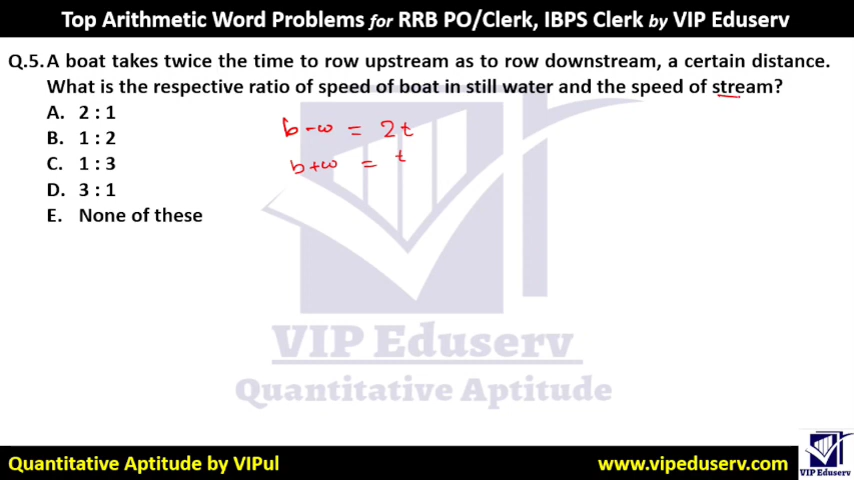 Top Arithmetic Word Problems for RRB PO/Clerk, IBPS Clerk by VIP Eduserv
Q.5. A boat takes twice the time to row upstream as to row downstream, a certain distance.
What is the respective ratio of speed of boat in still water and the speed of stream?
A. 2 : 1
B. 1 : 2
C. 1 : 3
D. 3 : 1
E. None of these
b-w = 2t
b+w = t
VIP Eduserv
Quantitative Aptitude
Quantitative Aptitude by VIPul
www.vipeduserv.com
VIP Eduserv